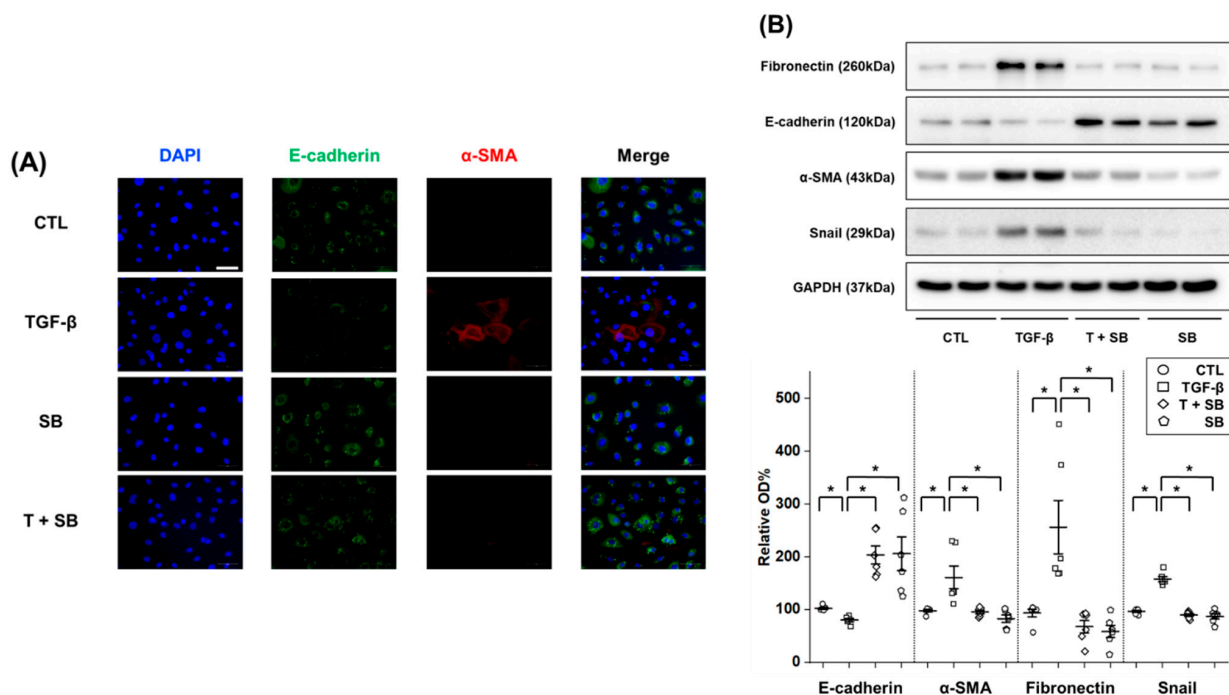 (A)
DAPI
E-cadherin
α-SMA
Merge
CTL
TGF-β
SB
T + SB
(B)
Fibronectin (260kDa)
E-cadherin (120kDa)
α-SMA (43kDa)
Snail (29kDa)
GAPDH (37kDa)
CTL
TGF-β
T + SB
SB
CTL
TGF-β
T + SB
SB
Relative OD%
500
400
300
200
100
0
* * *
* * *
* * *
* * *
E-cadherin
α-SMA
Fibronectin
Snail